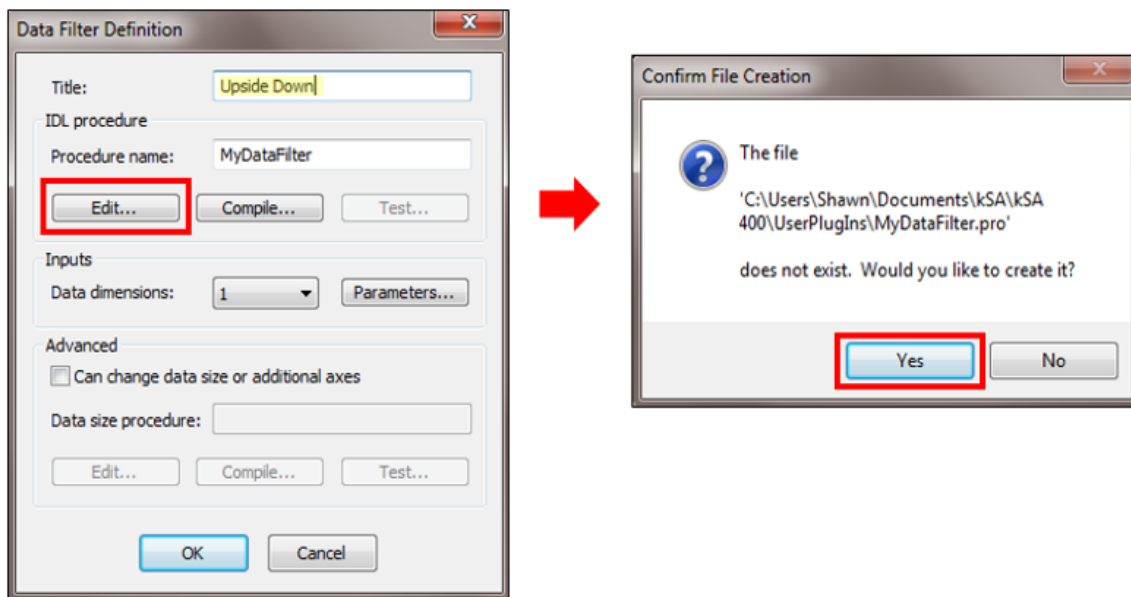 Data Filter Definition
Title: Upside Down
IDL procedure
Procedure name: MyDataFilter
Edit... Compile... Test...
Inputs
Data dimensions: 1 Parameters...
Advanced
Can change data size or additional axes
Data size procedure:
Edit... Compile... Test...
OK Cancel
Confirm File Creation
The file
'C:\Users\Shawn\Documents\kSA\kSA
400\UserPlugIns\MyDataFilter.pro'
does not exist. Would you like to create it?
Yes No